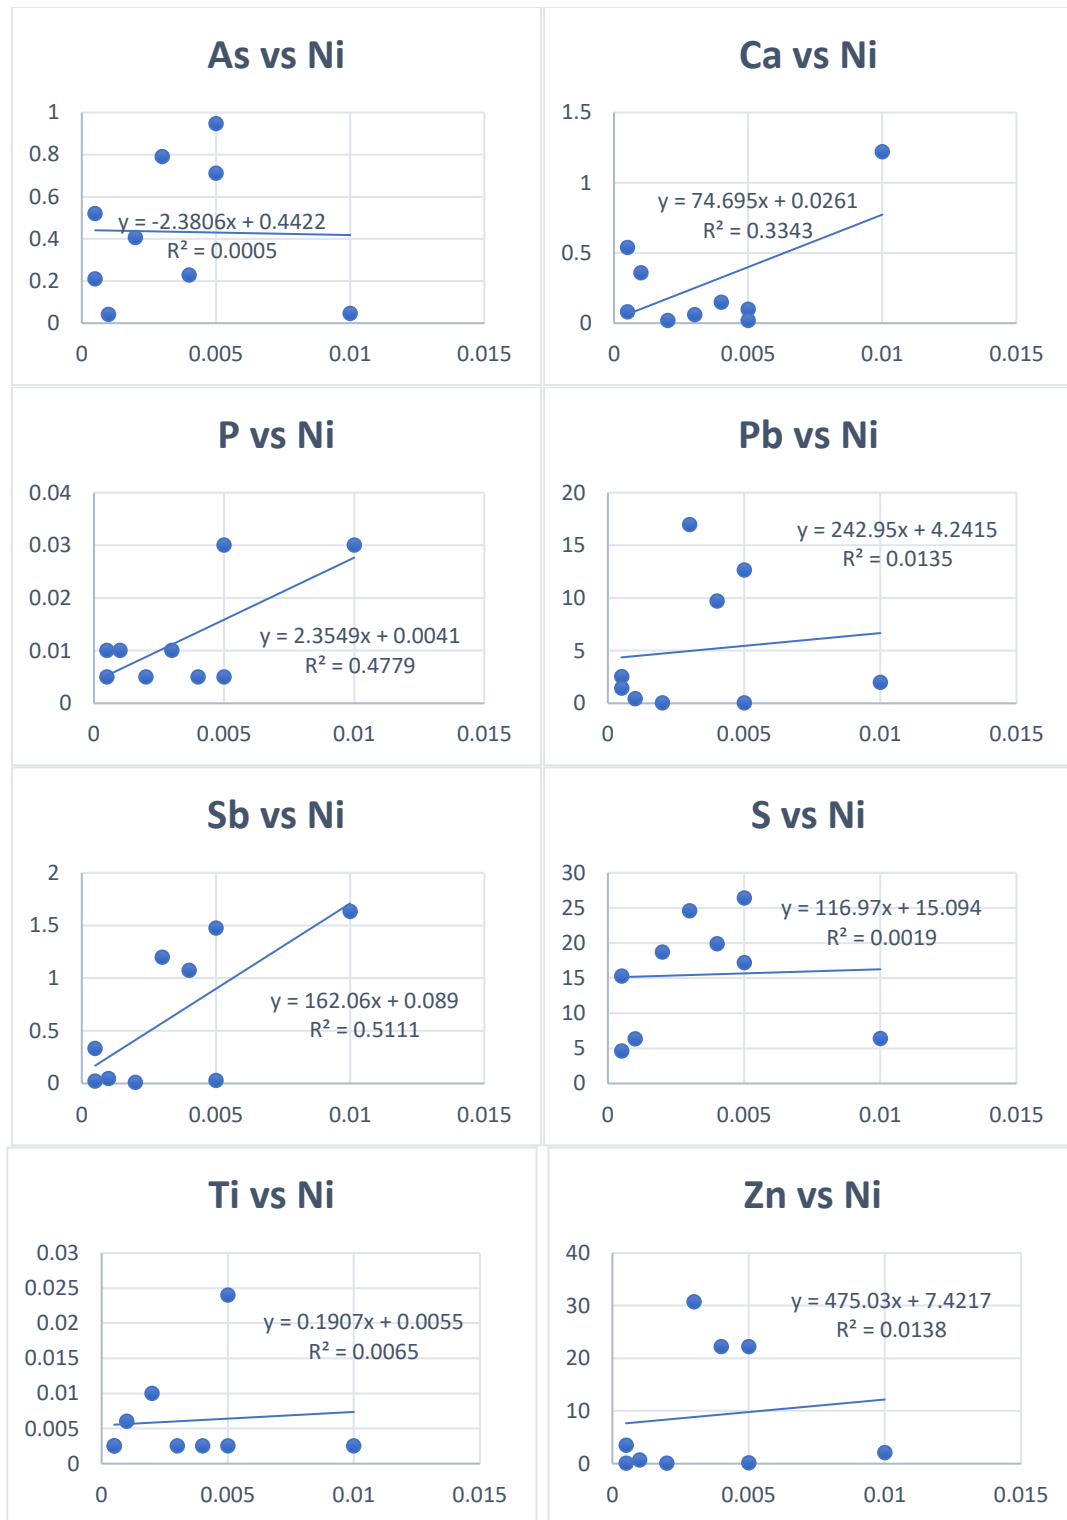 As vs Ni
1
0.8
0.6
0.4
0.2
0
y = -2.3806x + 0.4422
R² = 0.0005
0 0.005 0.01 0.015
Ca vs Ni
1.5
1
0.5
0
y = 74.695x + 0.0261
R² = 0.3343
0 0.005 0.01 0.015
P vs Ni
0.04
0.03
0.02
0.01
0
y = 2.3549x + 0.0041
R² = 0.4779
0 0.005 0.01 0.015
Pb vs Ni
20
15
10
5
0
y = 242.95x + 4.2415
R² = 0.0135
0 0.005 0.01 0.015
Sb vs Ni
2
1.5
1
0.5
0
y = 162.06x + 0.089
R² = 0.5111
0 0.005 0.01 0.015
S vs Ni
30
25
20
15
10
5
0
y = 116.97x + 15.094
R² = 0.0019
0 0.005 0.01 0.015
Ti vs Ni
0.03
0.025
0.02
0.015
0.01
0.005
0
y = 0.1907x + 0.0055
R² = 0.0065
0 0.005 0.01 0.015
Zn vs Ni
40
30
20
10
0
y = 475.03x + 7.4217
R² = 0.0138
0 0.005 0.01 0.015